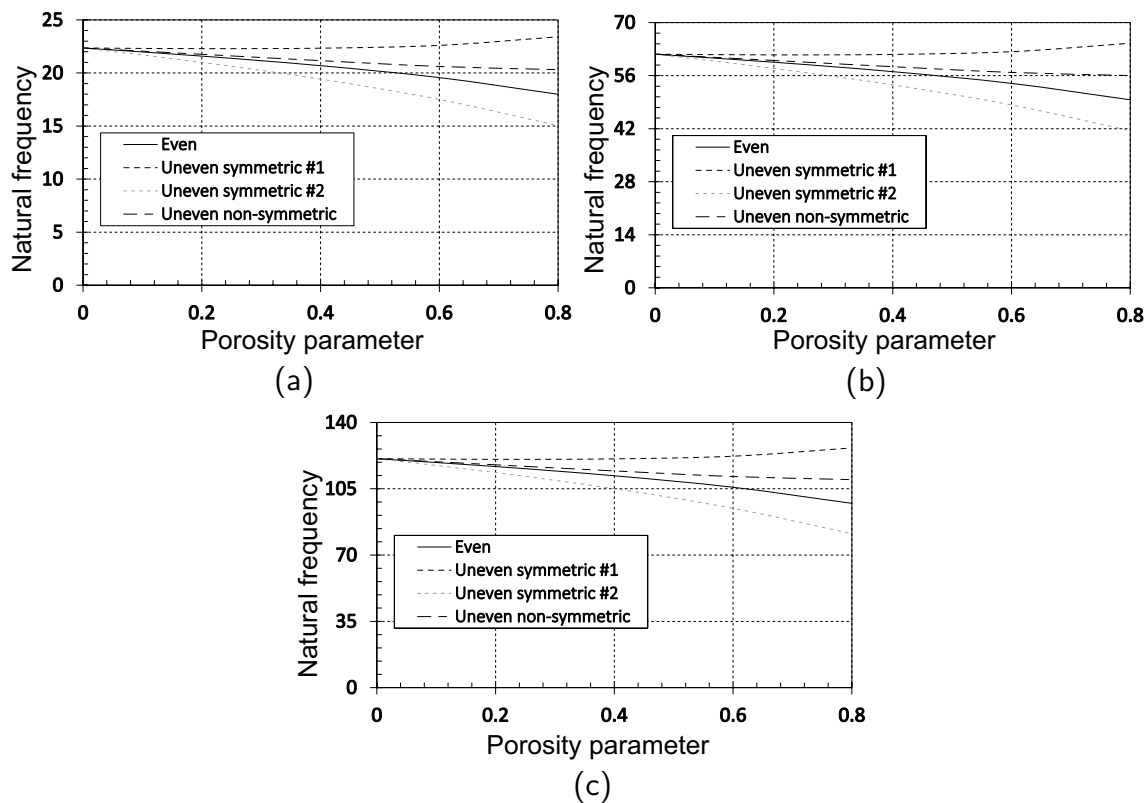 25
20
15
10
5
0
Natural frequency
Even
Uneven symmetric #1
Uneven symmetric #2
Uneven non-symmetric
0 0.2 0.4 0.6 0.8
Porosity parameter
(a)
70
56
42
28
14
0
Natural frequency
Even
Uneven symmetric #1
Uneven symmetric #2
Uneven non-symmetric
0 0.2 0.4 0.6 0.8
Porosity parameter
(b)
140
105
70
35
0
Natural frequency
Even
Uneven symmetric #1
Uneven symmetric #2
Uneven non-symmetric
0 0.2 0.4 0.6 0.8
Porosity parameter
(c)